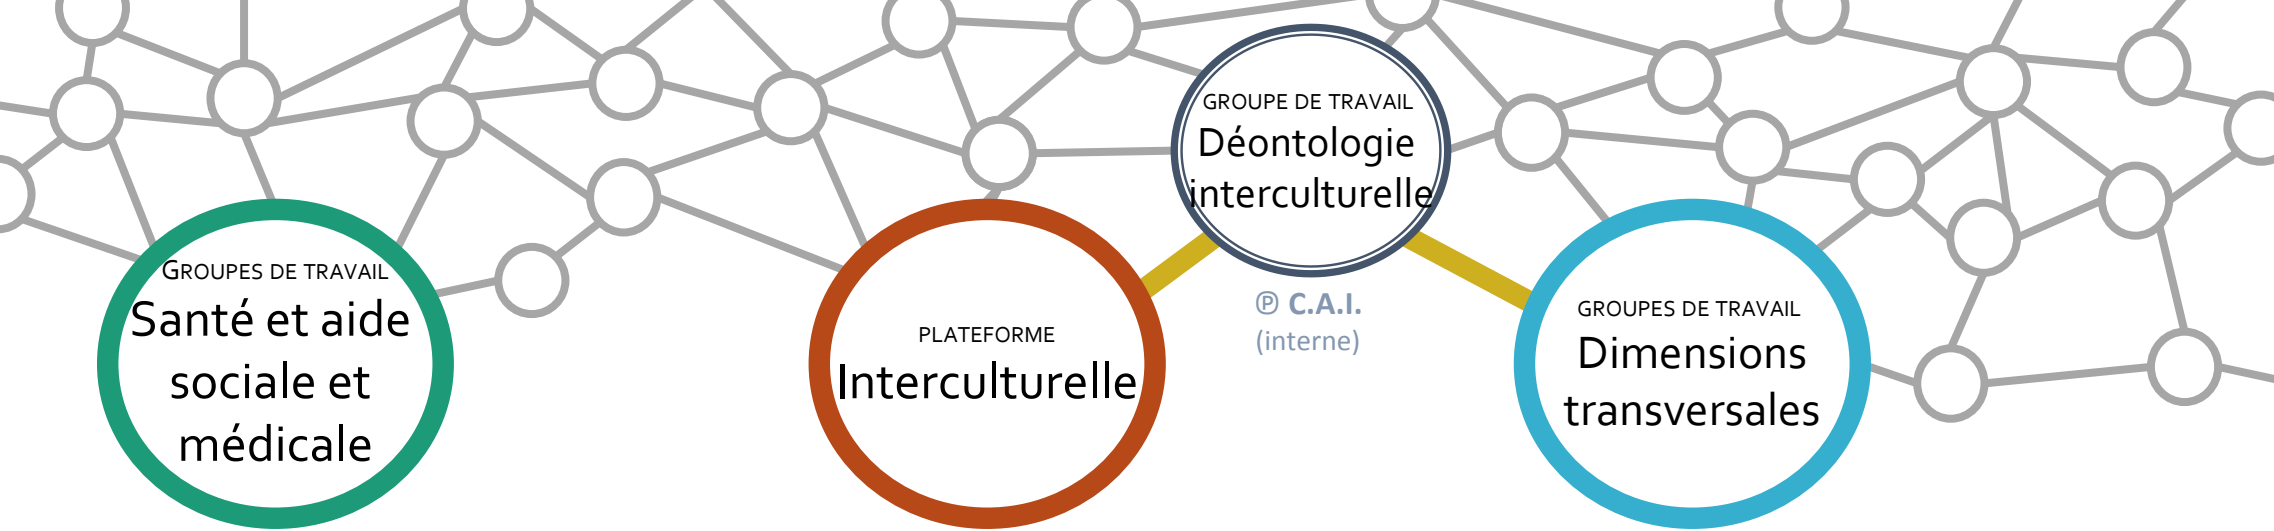 GROUPES DE TRAVAIL
Santé et aide
sociale et
médicale
PLATEFORME
Interculturelle
GROUPE DE TRAVAIL
Déontologie
interculturelle
℗ C.A.I.
(interne)
GROUPES DE TRAVAIL
Dimensions
transversales